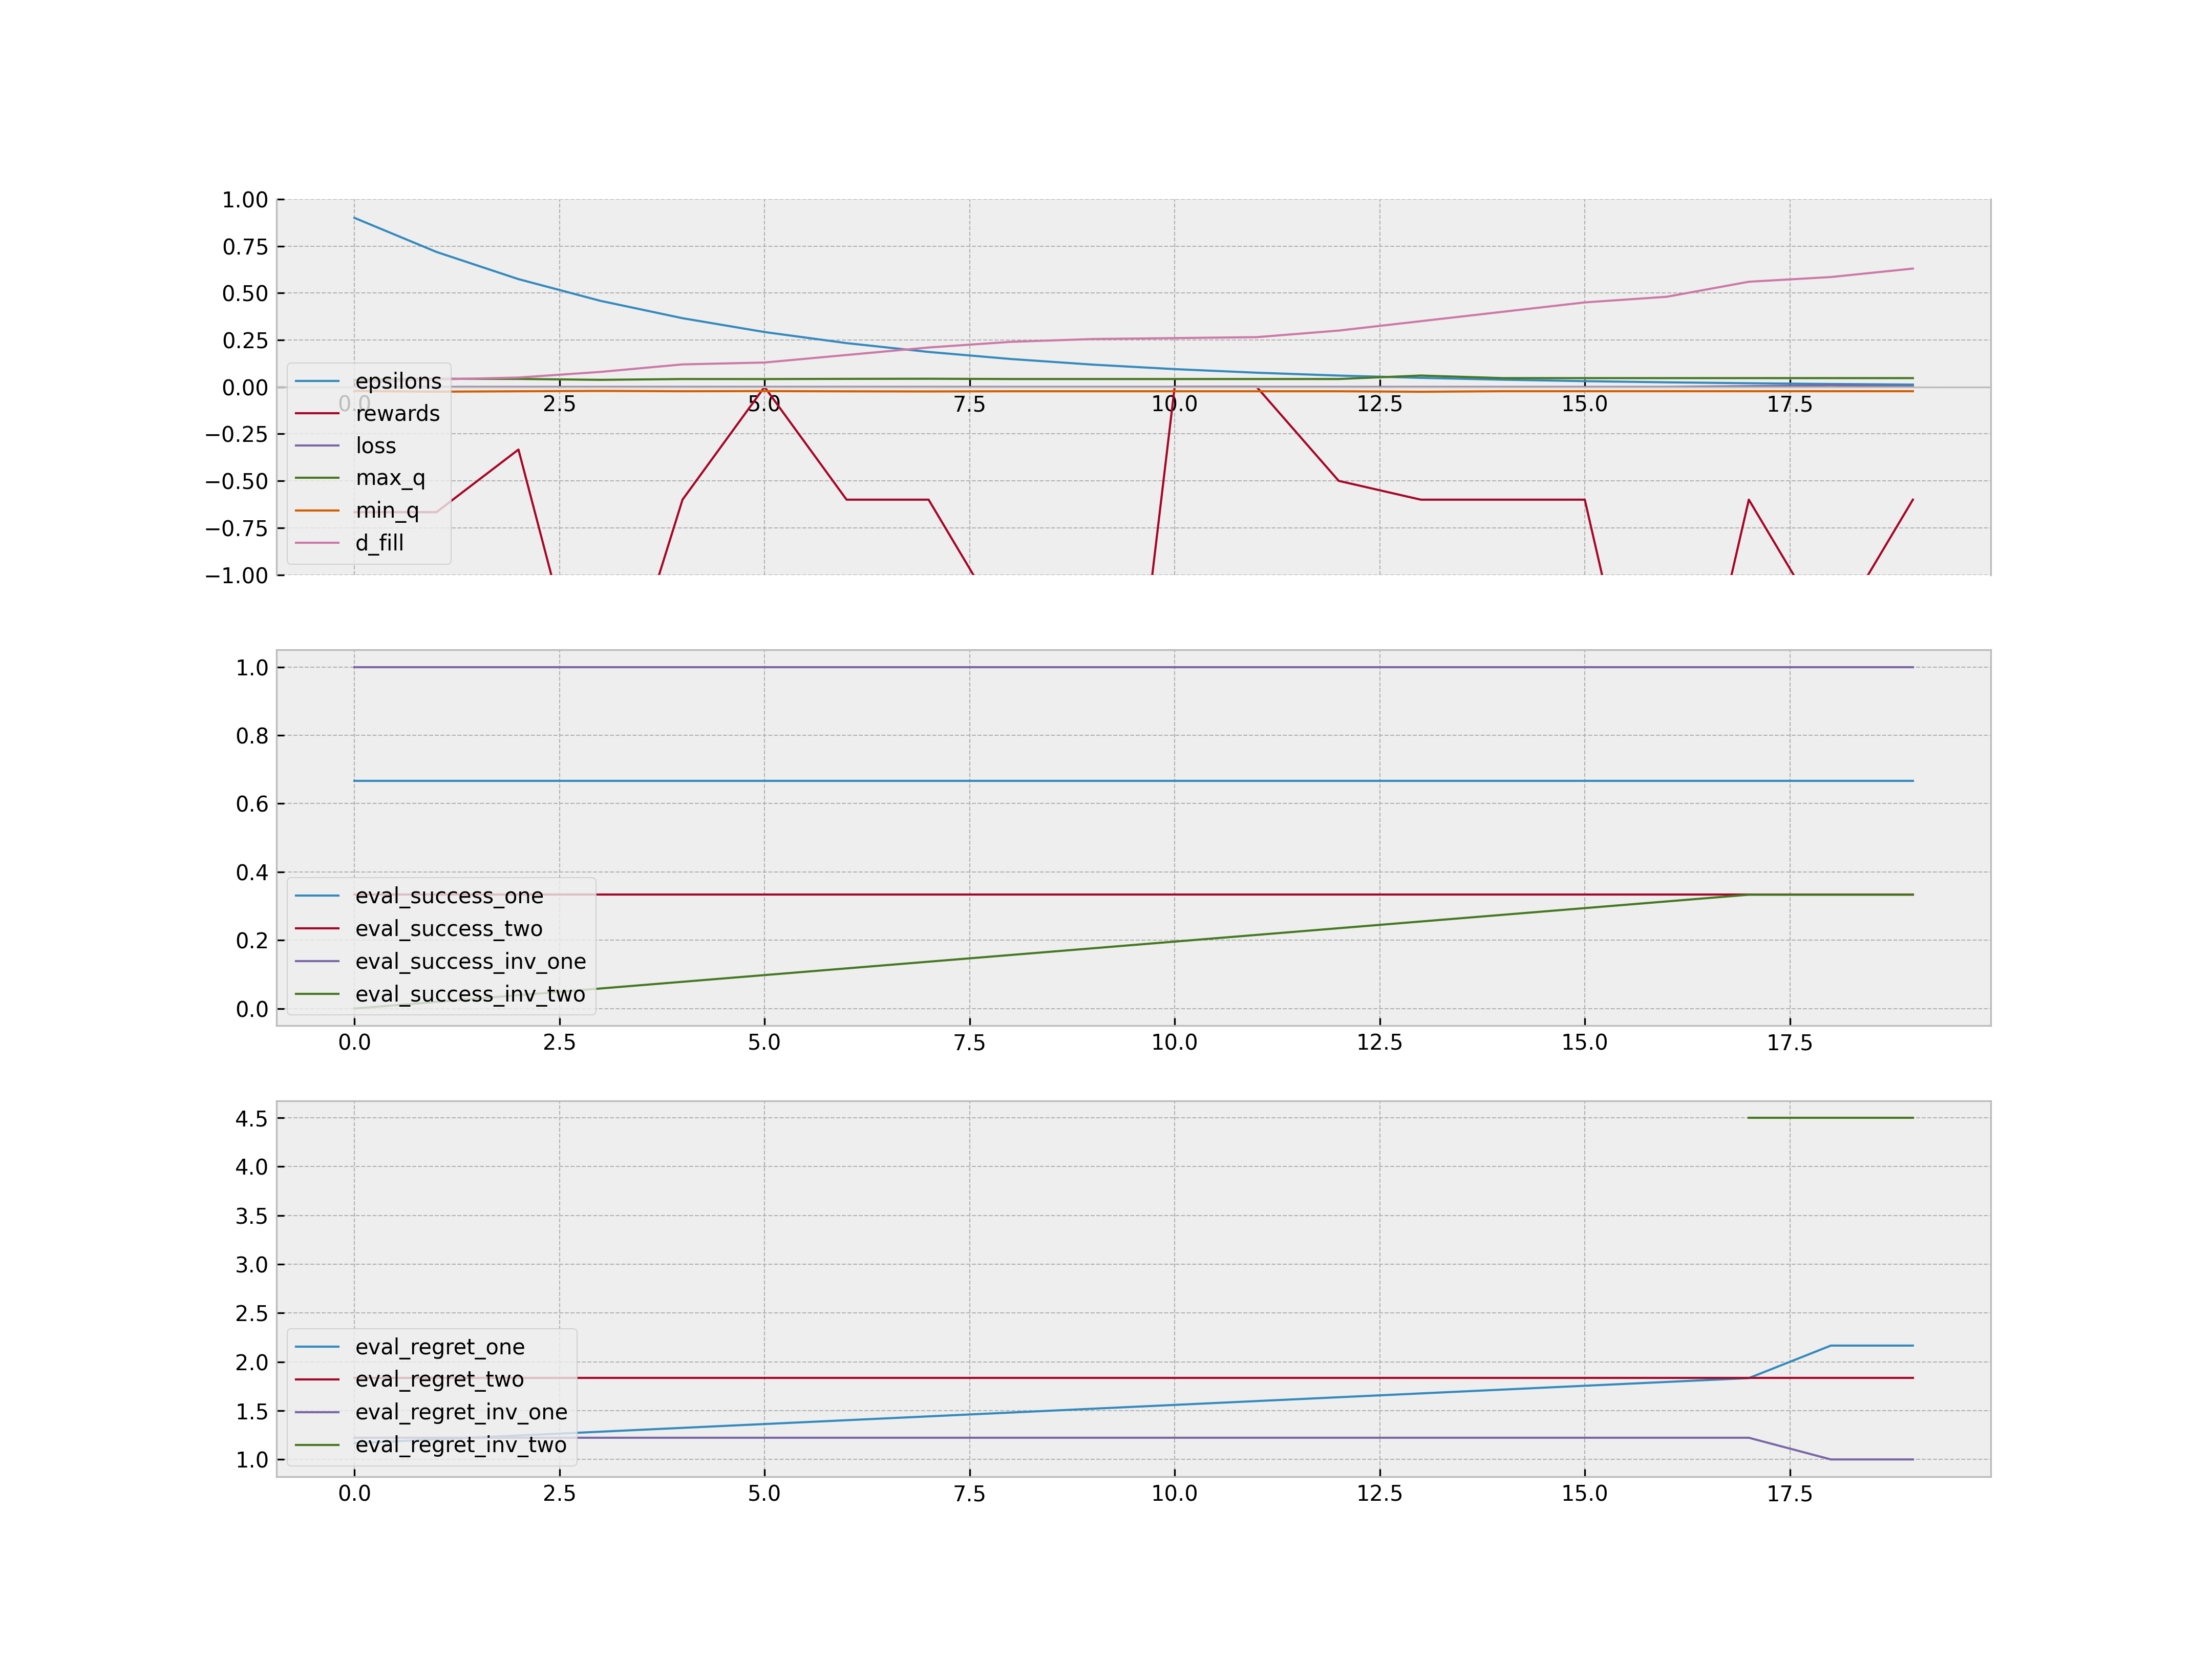 1.00
0.75
0.50
0.25
0.00
−0.25
−0.50
−0.75
−1.00
0.0 2.5 5.0 7.5 10.0 12.5 15.0 17.5
epsilons
rewards
loss
max_q
min_q
d_fill
1.0
0.8
0.6
0.4
0.2
0.0
eval_success_one
eval_success_two
eval_success_inv_one
eval_success_inv_two
0.0 2.5 5.0 7.5 10.0 12.5 15.0 17.5
4.5
4.0
3.5
3.0
2.5
2.0
1.5
1.0
eval_regret_one
eval_regret_two
eval_regret_inv_one
eval_regret_inv_two
0.0 2.5 5.0 7.5 10.0 12.5 15.0 17.5